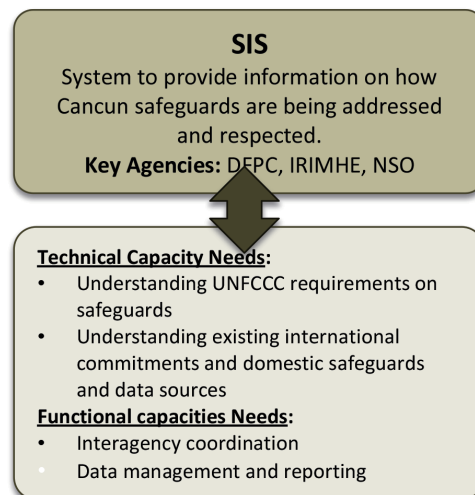 SIS
System to provide information on how
Cancun safeguards are being addressed
and respected.
Key Agencies: DFPC, IRIMHE, NSO
Technical Capacity Needs:
• Understanding UNFCCC requirements on
safeguards
• Understanding existing international
commitments and domestic safeguards
and data sources
Functional capacities Needs:
• Interagency coordination
• Data management and reporting